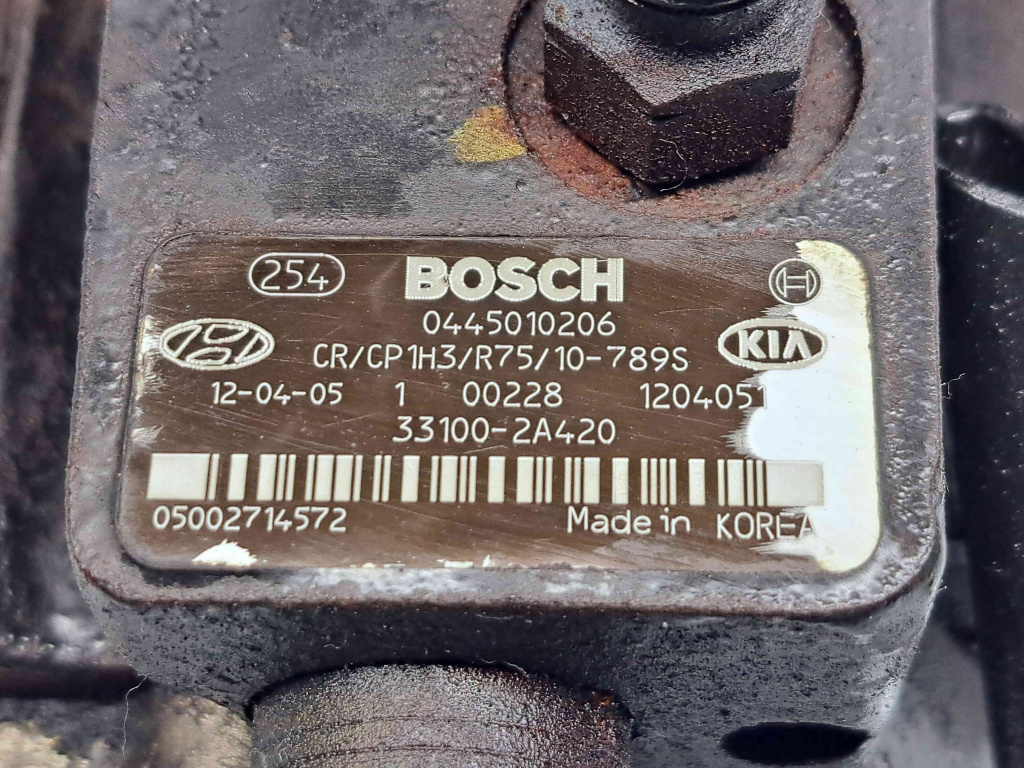 254 BOSCH
0445010206
CR/CP1H3/R75/10-789S KIA
12-04-05 1 00228 1204051
33100-2A420
05002714572 Made in KOREA